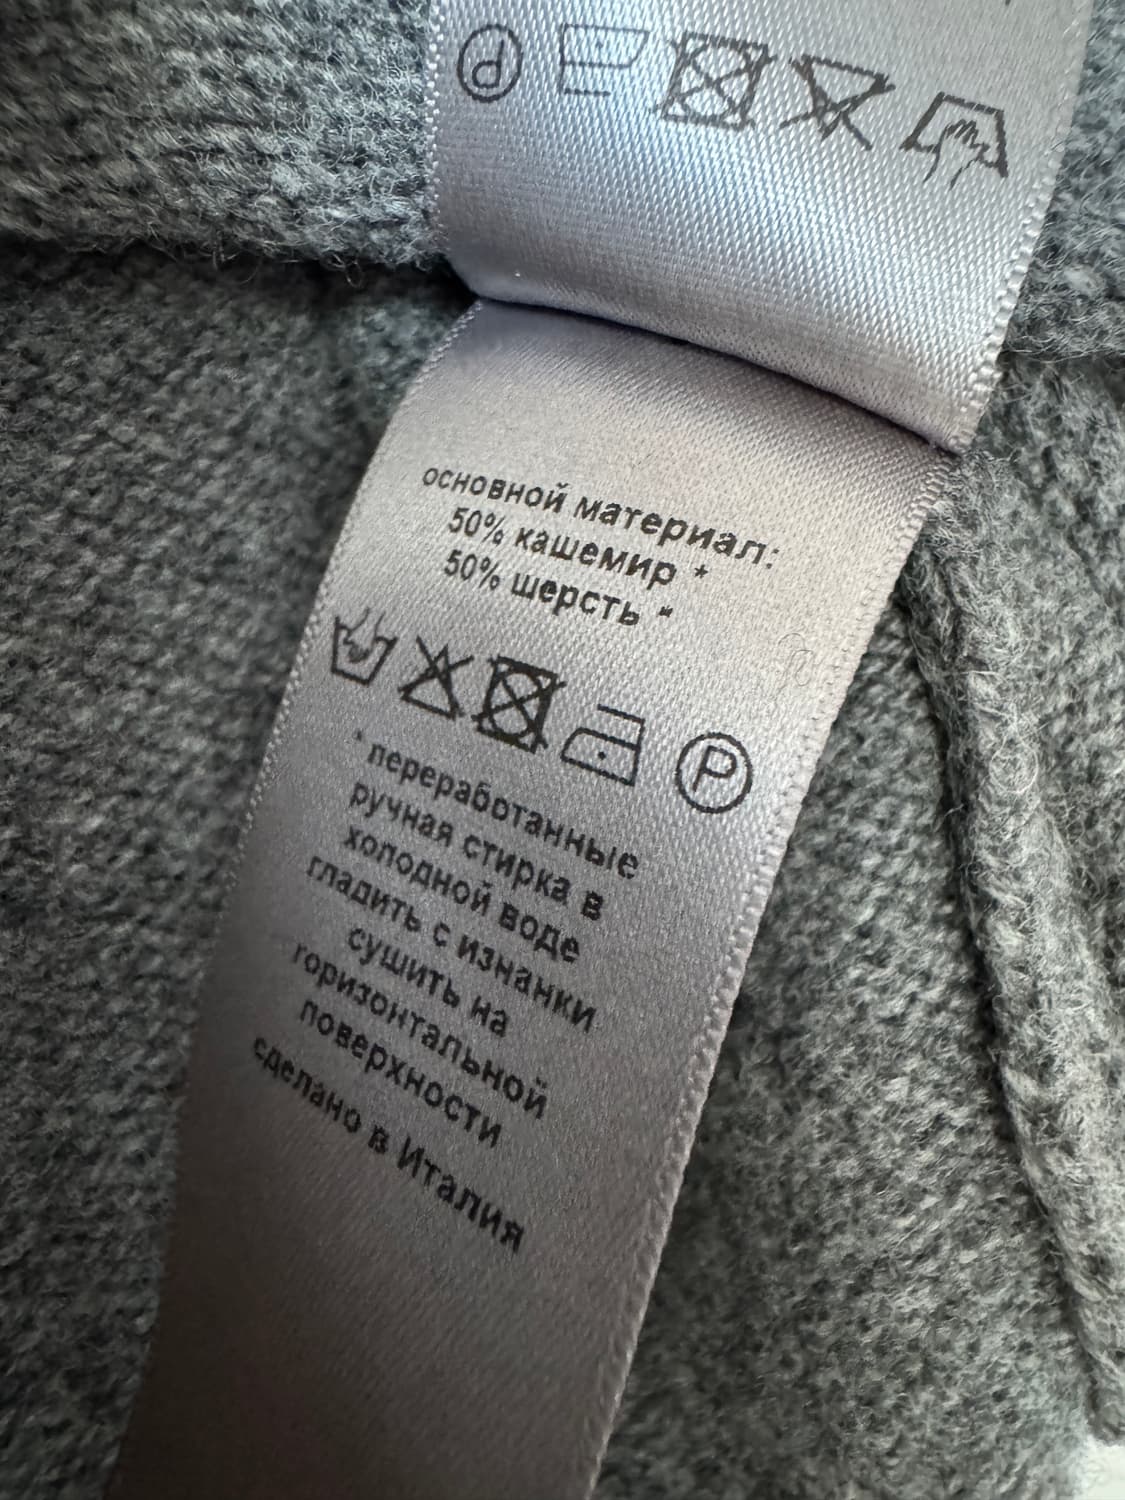 основной материал:
50% кашемир *
50% шерсть *
P
* переработанные
ручная стирка в
холодной воде
гладить с изнанки
сушить на
горизонтальной
поверхности
сделано в Италия